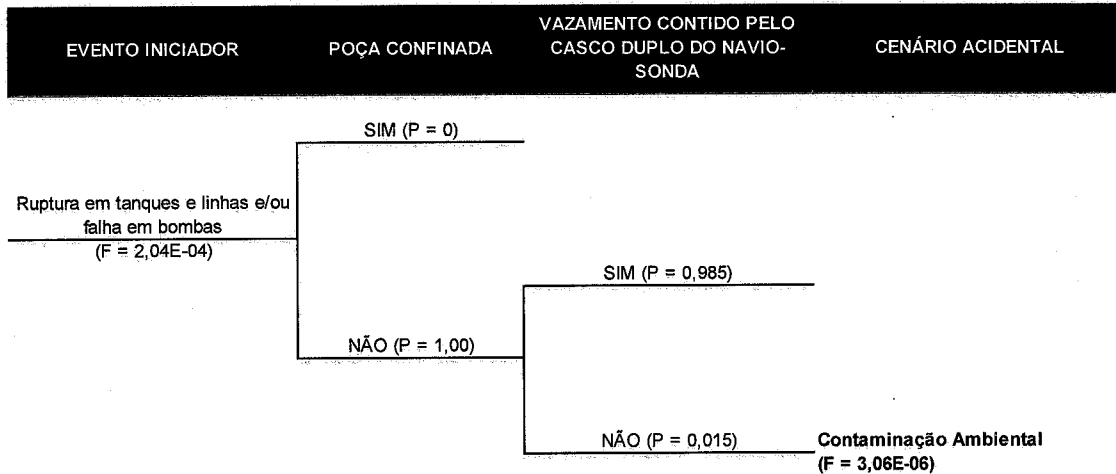 EVENTO INICIADOR
POÇA CONFINADA
VAZAMENTO CONTIDO PELO
CASCO DUPLO DO NAVIO-
SONDA
CENÁRIO ACIDENTAL
SIM (P = 0)
Ruptura em tanques e linhas e/ou
falha em bombas
(F = 2,04E-04)
SIM (P = 0,985)
NÃO (P = 1,00)
NÃO (P = 0,015)
Contaminação Ambiental
(F = 3,06E-06)